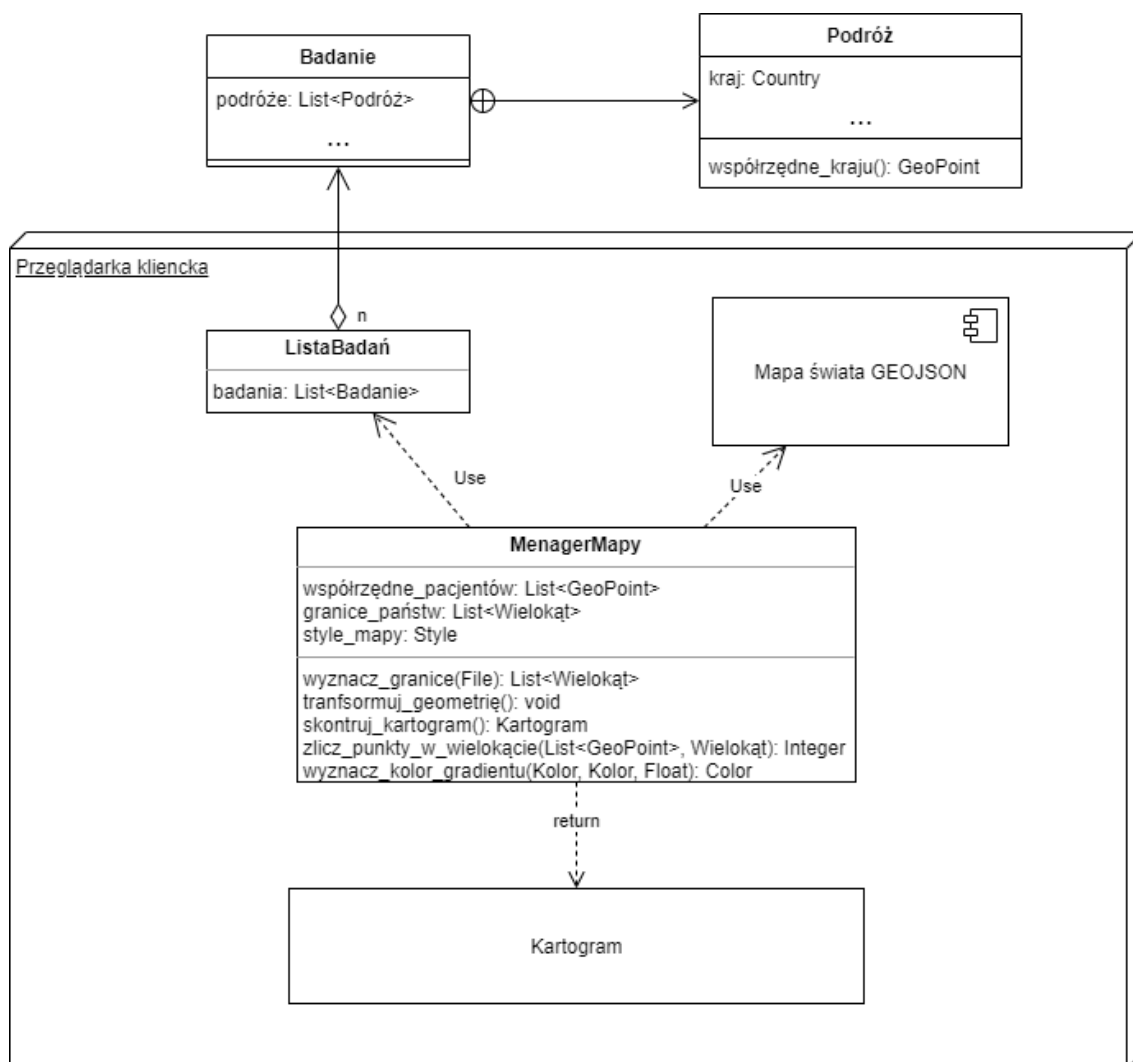 Badanie
podróże: List<Podróż>
...
Podróż
kraj: Country
...
współrzędne_kraju(): GeoPoint
Przeglądarka kliencka
n
ListaBadań
badania: List<Badanie>
Mapa świata GEOJSON
Use
Use
MenagerMapy
współrzędne_pacjentów: List<GeoPoint>
granice_państw: List<Wielokąt>
style_mapy: Style
wyznacz_granice(File): List<Wielokąt>
tranfsormuj_geometrię(): void
skontruj_kartogram(): Kartogram
zlicz_punkty_w_wielokącie(List<GeoPoint>, Wielokąt): Integer
wyznacz_kolor_gradientu(Kolor, Kolor, Float): Color
return
Kartogram